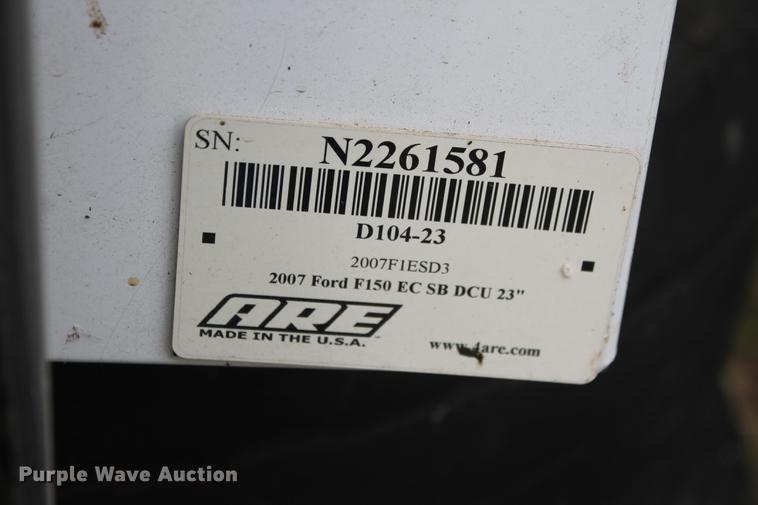 SN: N2261581
D104-23
2007F1ESD3
2007 Ford F150 EC SB DCU 23"
ARE
MADE IN THE U.S.A.
www.4are.com
Purple Wave Auction